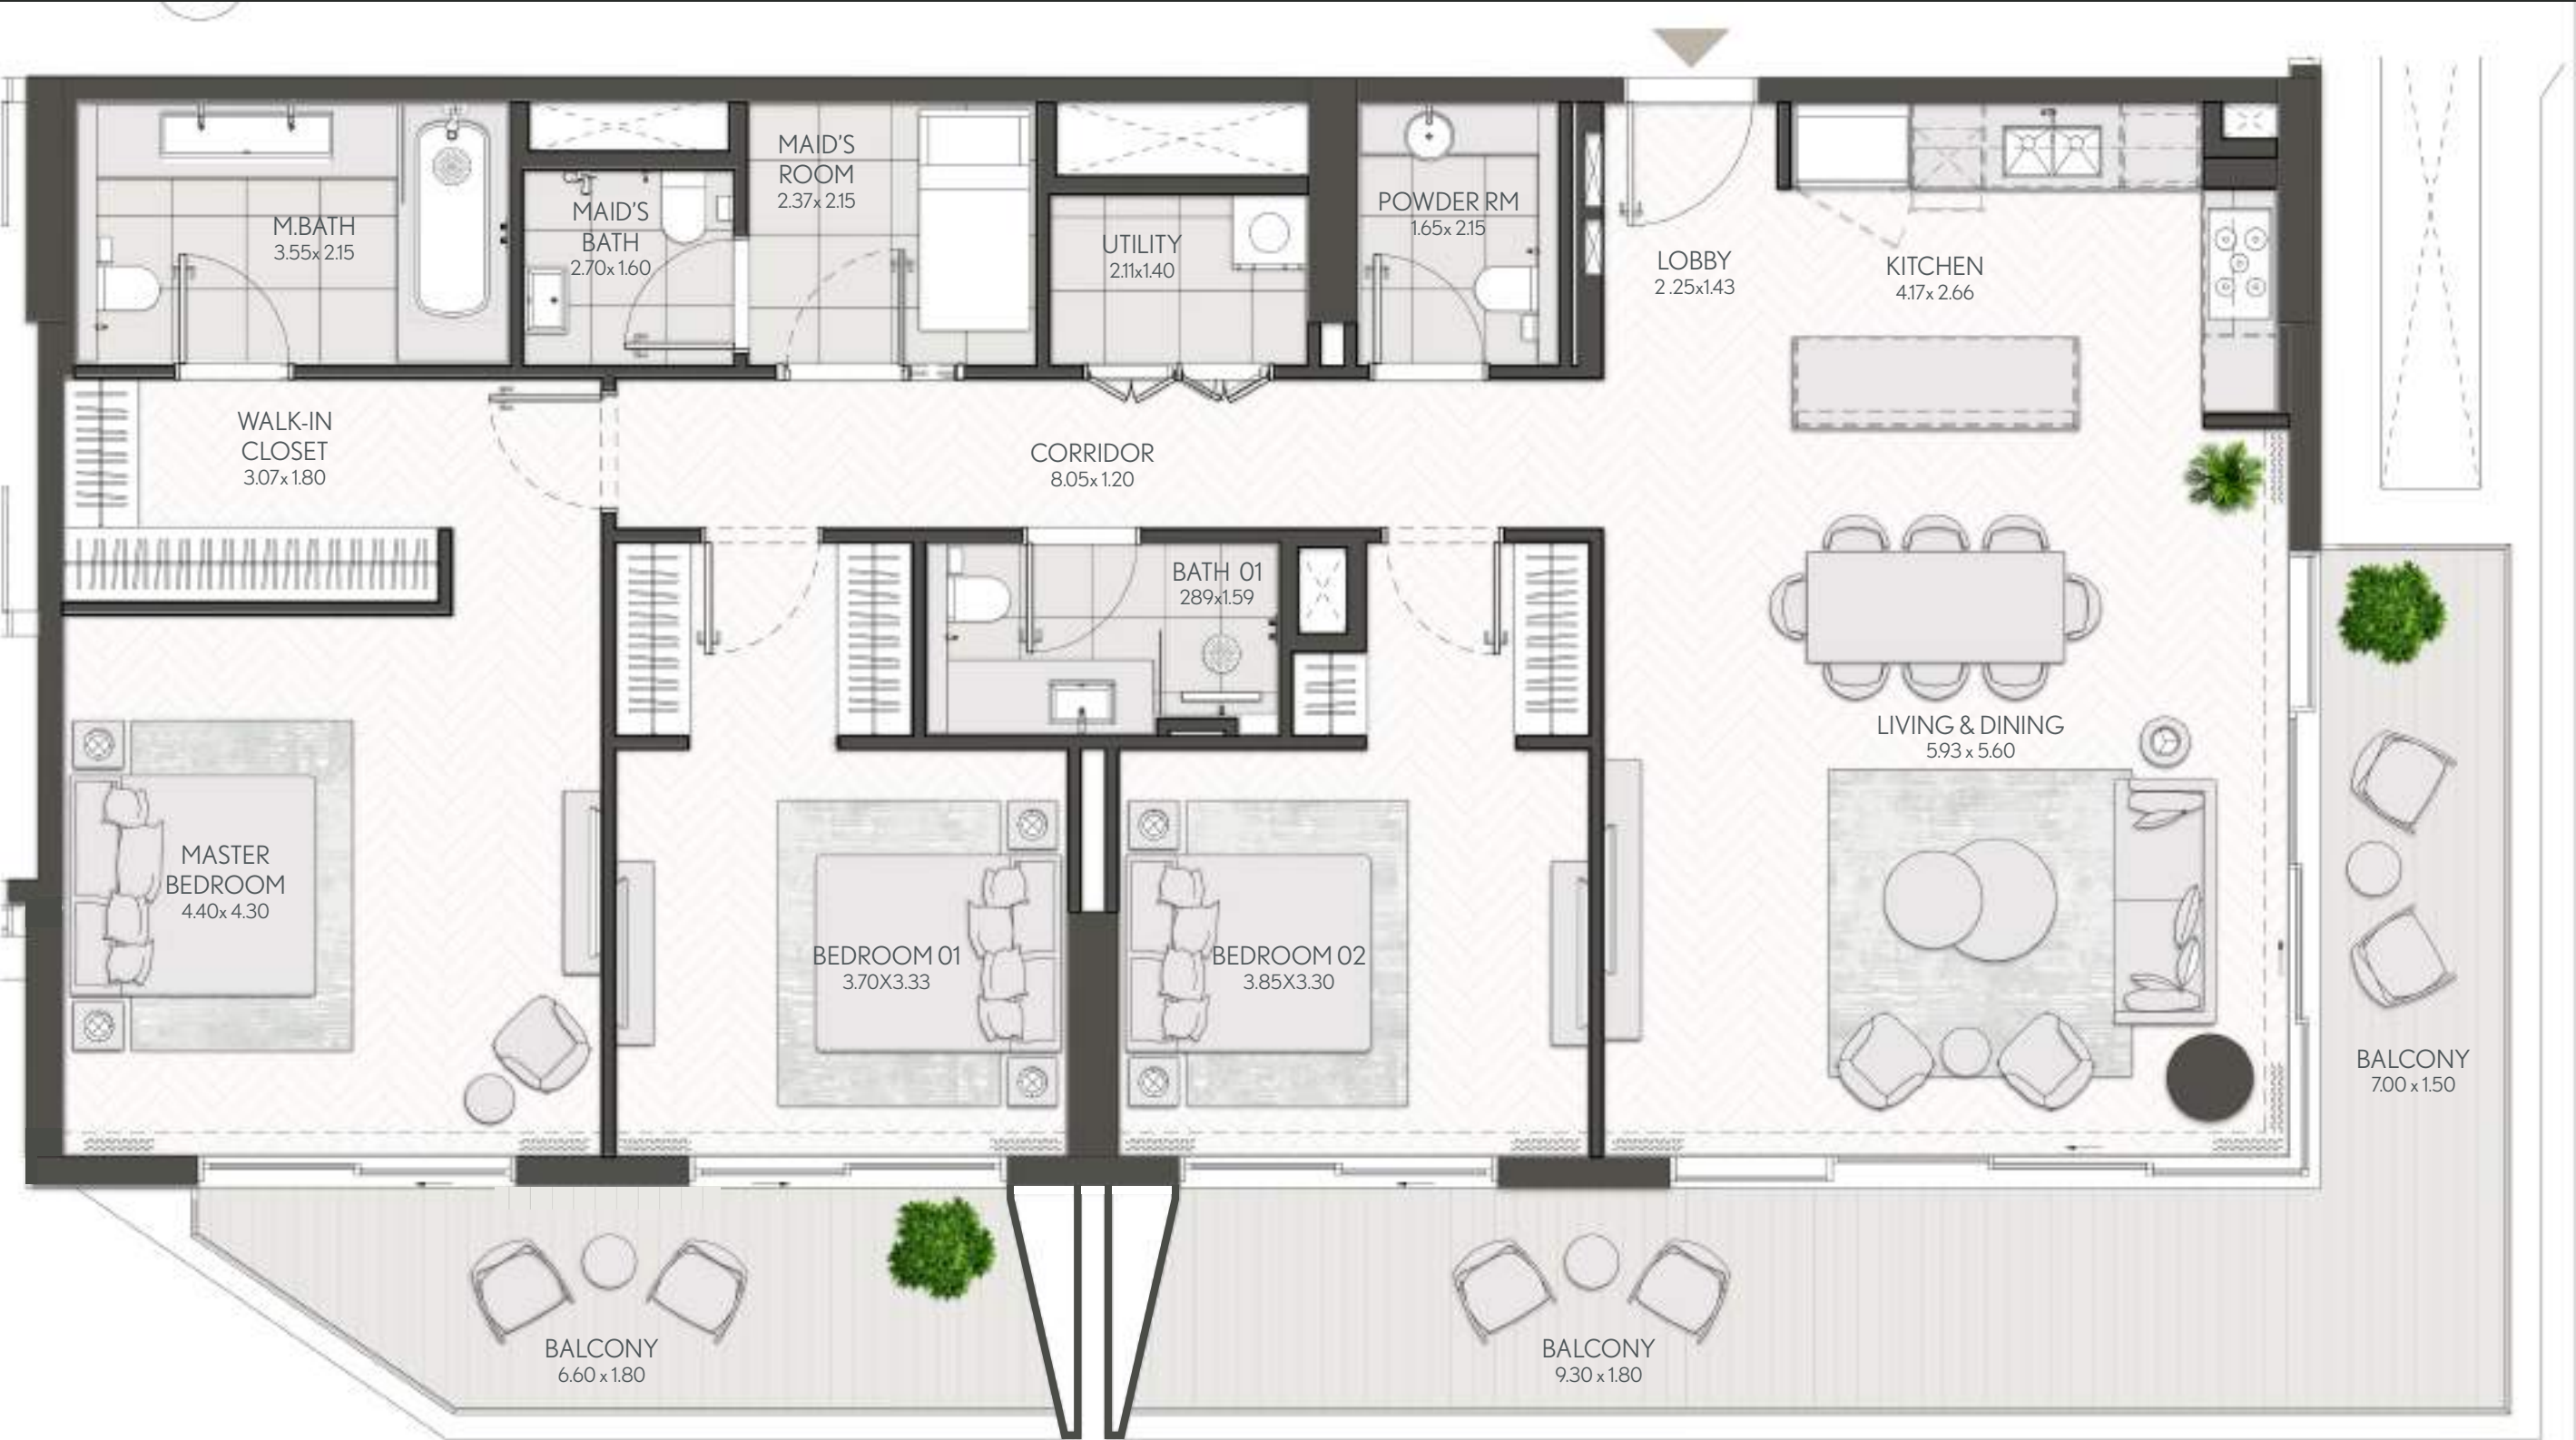 M.BATH
3.55x 2.15
MAID'S
BATH
2.70x 1.60
MAID'S
ROOM
2.37x 2.15
UTILITY
2.11x1.40
POWDER RM
1.65x 2.15
LOBBY
2 .25x1.43
KITCHEN
4.17x 2.66
WALK-IN
CLOSET
3.07x 1.80
CORRIDOR
8.05x 1.20
BATH 01
289x1.59
LIVING & DINING
5.93 x 5.60
MASTER
BEDROOM
4.40x 4.30
BEDROOM 01
3.70X3.33
BEDROOM 02
3.85X3.30
BALCONY
7.00 x 1.50
BALCONY
6.60 x 1.80
BALCONY
9.30 x 1.80